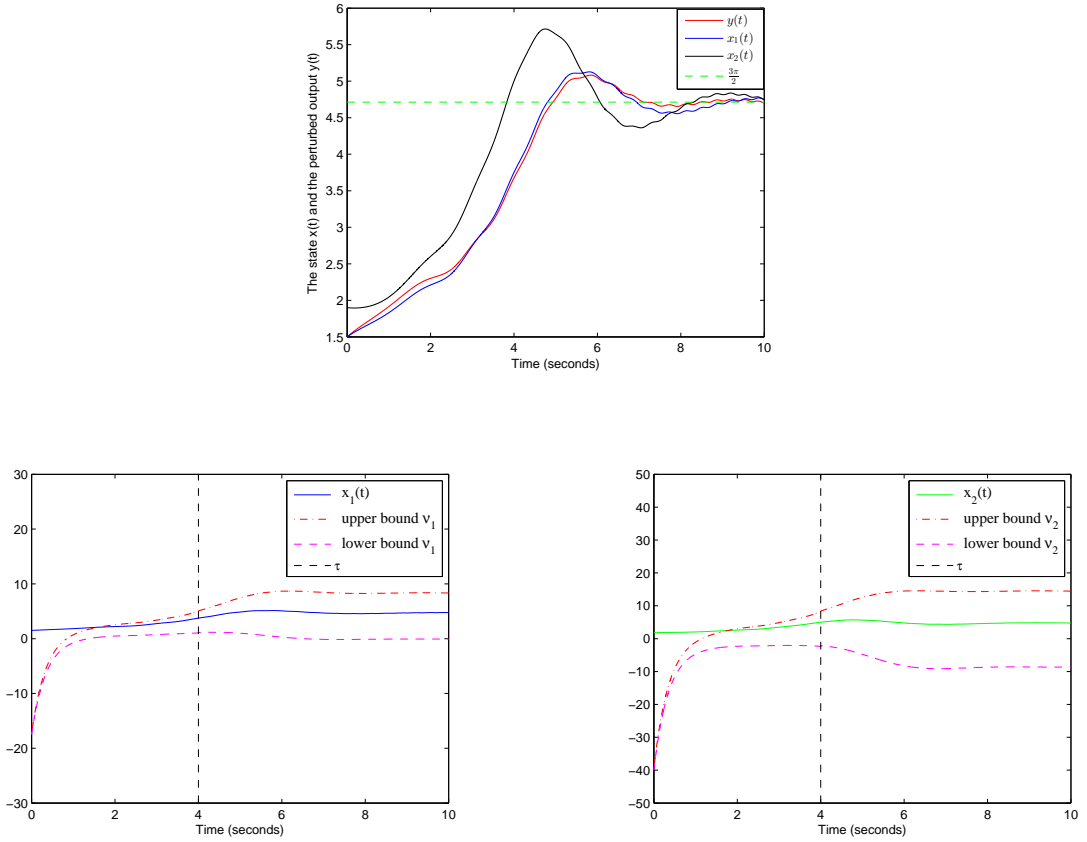 The state x(t) and the perturbed output y(t)
6
5.5
5
4.5
4
3.5
3
2.5
2
1.5
0 2 4 6 8 10
Time (seconds)
y(t)
x₁(t)
x₂(t)
3π/2
30
20
10
0
−10
−20
−30
0 2 4 6 8 10
Time (seconds)
x₁(t)
upper bound ν₁
lower bound ν₁
τ
50
40
30
20
10
0
−10
−20
−30
−40
−50
0 2 4 6 8 10
Time (seconds)
x₂(t)
upper bound ν₂
lower bound ν₂
τ